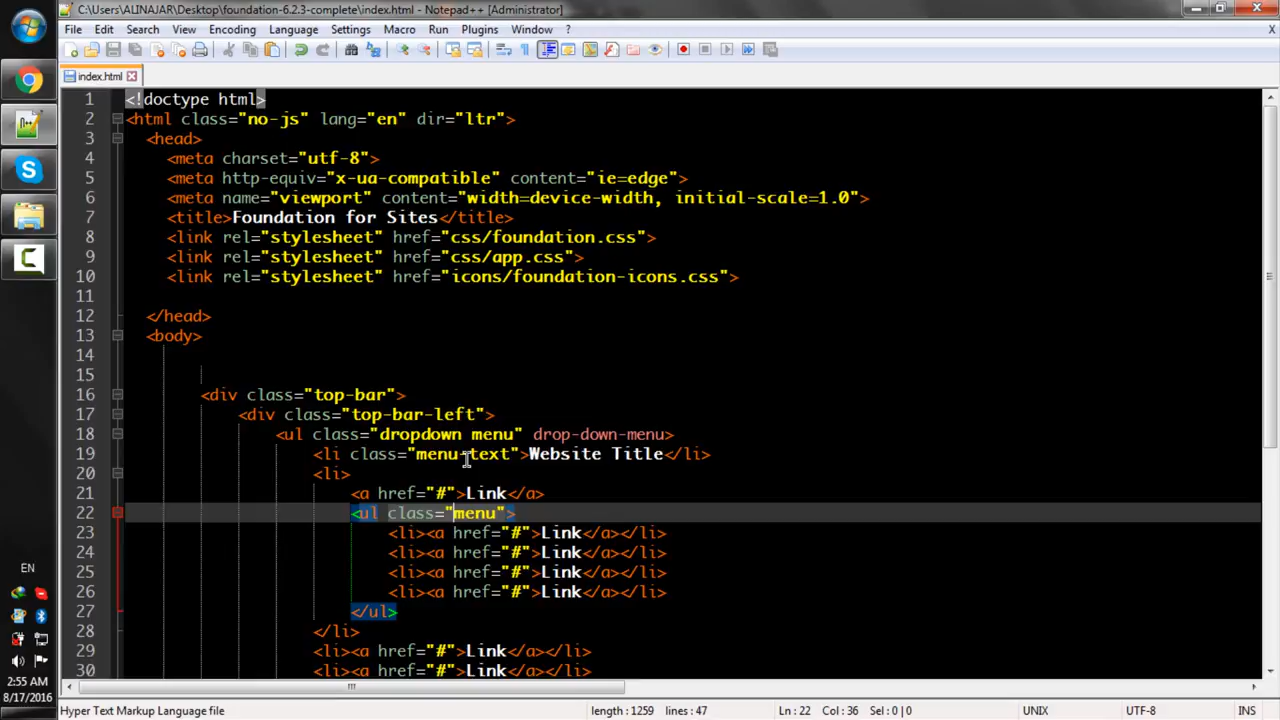 C:\Users\ALINAJAR\Desktop\foundation-6.2.3-complete\index.html - Notepad++ [Administrator]
File Edit Search View Encoding Language Settings Macro Run Plugins Window ? X
index.html
1 <!doctype html>
2 <html class="no-js" lang="en" dir="ltr">
3 <head>
4 <meta charset="utf-8">
5 <meta http-equiv="x-ua-compatible" content="ie=edge">
6 <meta name="viewport" content="width=device-width, initial-scale=1.0">
7 <title>Foundation for Sites</title>
8 <link rel="stylesheet" href="css/foundation.css">
9 <link rel="stylesheet" href="css/app.css">
10 <link rel="stylesheet" href="icons/foundation-icons.css">
11
12 </head>
13 <body>
14
15
16 <div class="top-bar">
17 <div class="top-bar-left">
18 <ul class="dropdown menu" drop-down-menu>
19 <li class="menu-text">Website Title</li>
20 <li>
21 <a href="#">Link</a>
22 <ul class="menu">
23 <li><a href="#">Link</a></li>
24 <li><a href="#">Link</a></li>
25 <li><a href="#">Link</a></li>
26 <li><a href="#">Link</a></li>
27 </ul>
28 </li>
29 <li><a href="#">Link</a></li>
30 <li><a href="#">Link</a></li>
EN
2:55 AM
8/17/2016
Hyper Text Markup Language file length : 1259 lines : 47 Ln : 22 Col : 36 Sel : 0 | 0 UNIX UTF-8 INS